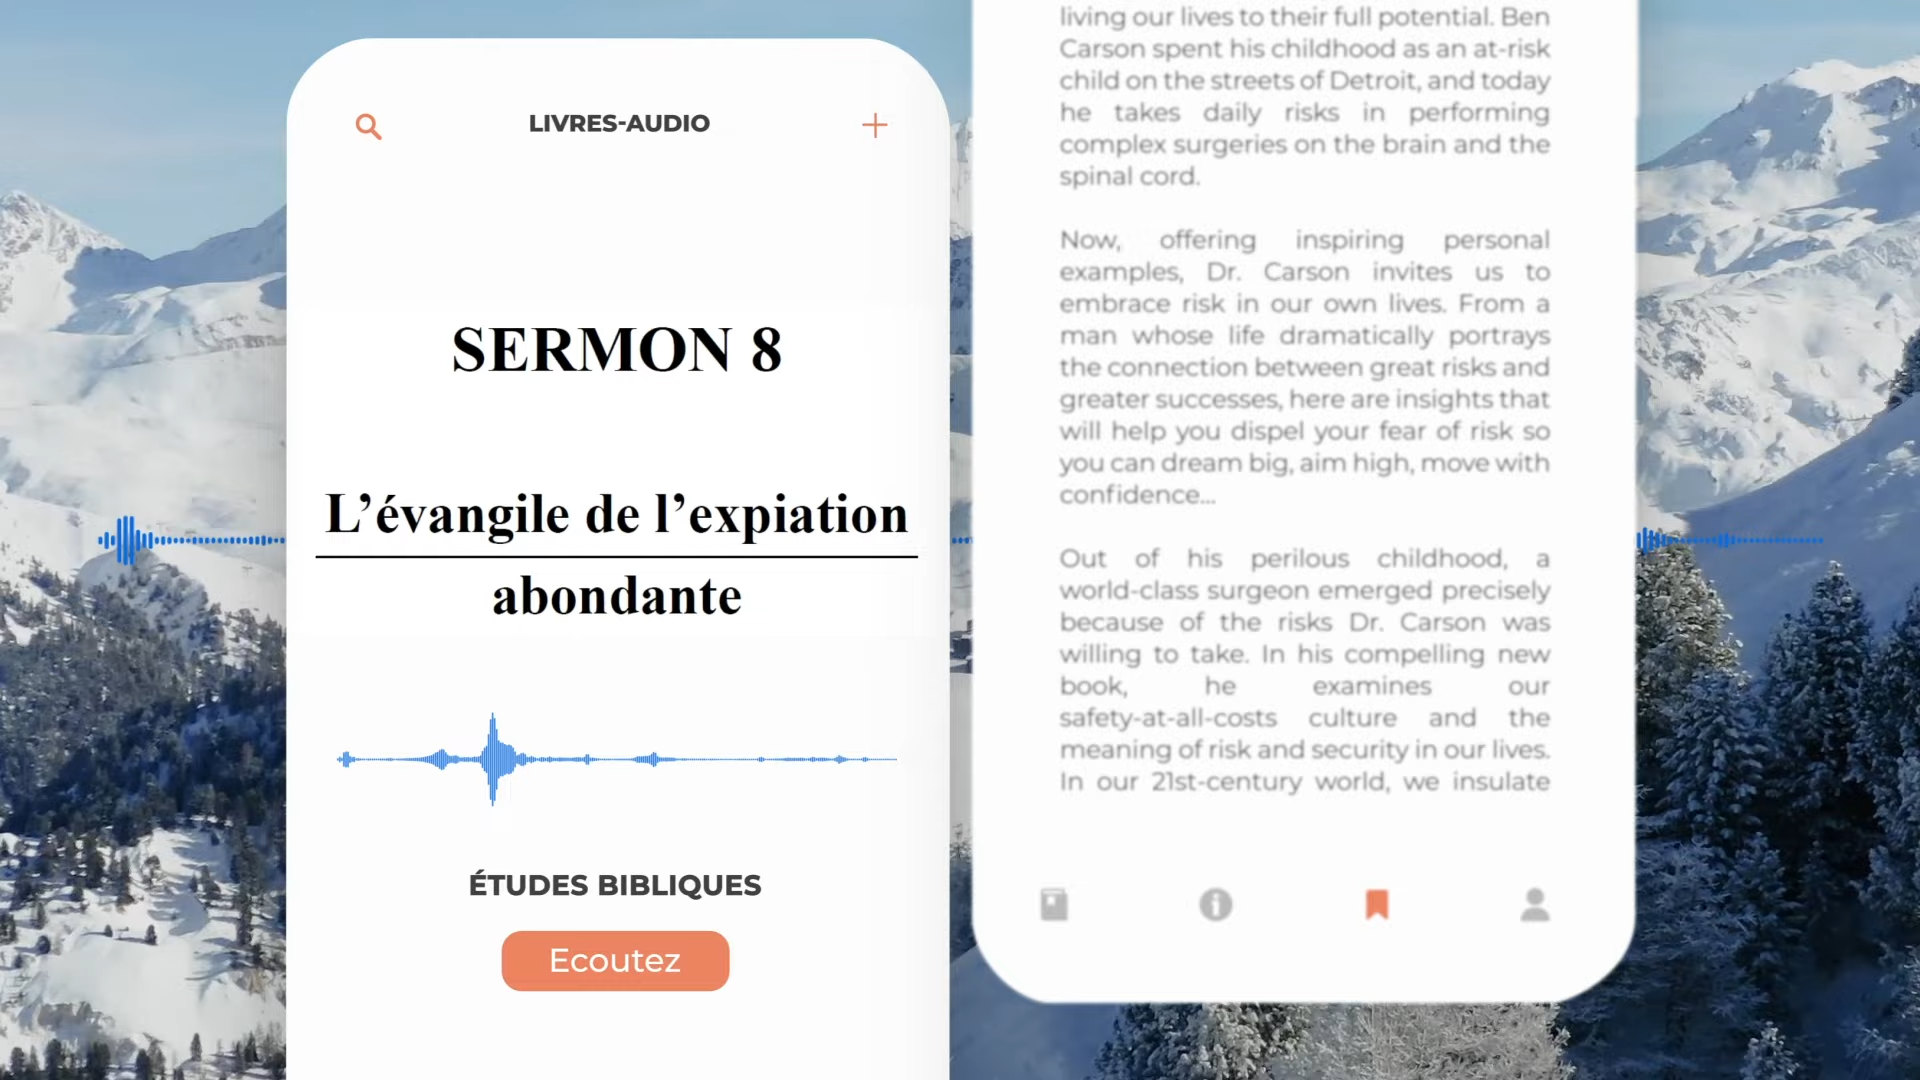 LIVRES-AUDIO
SERMON 8
L’évangile de l’expiation
abondante
ÉTUDES BIBLIQUES
Ecoutez
living our lives to their full potential. Ben
Carson spent his childhood as an at-risk
child on the streets of Detroit, and today
he takes daily risks in performing
complex surgeries on the brain and the
spinal cord.
Now, offering inspiring personal
examples, Dr. Carson invites us to
embrace risk in our own lives. From a
man whose life dramatically portrays
the connection between great risks and
greater successes, here are insights that
will help you dispel your fear of risk so
you can dream big, aim high, move with
confidence...
Out of his perilous childhood, a
world-class surgeon emerged precisely
because of the risks Dr. Carson was
willing to take. In his compelling new
book, he examines our
safety-at-all-costs culture and the
meaning of risk and security in our lives.
In our 21st-century world, we insulate